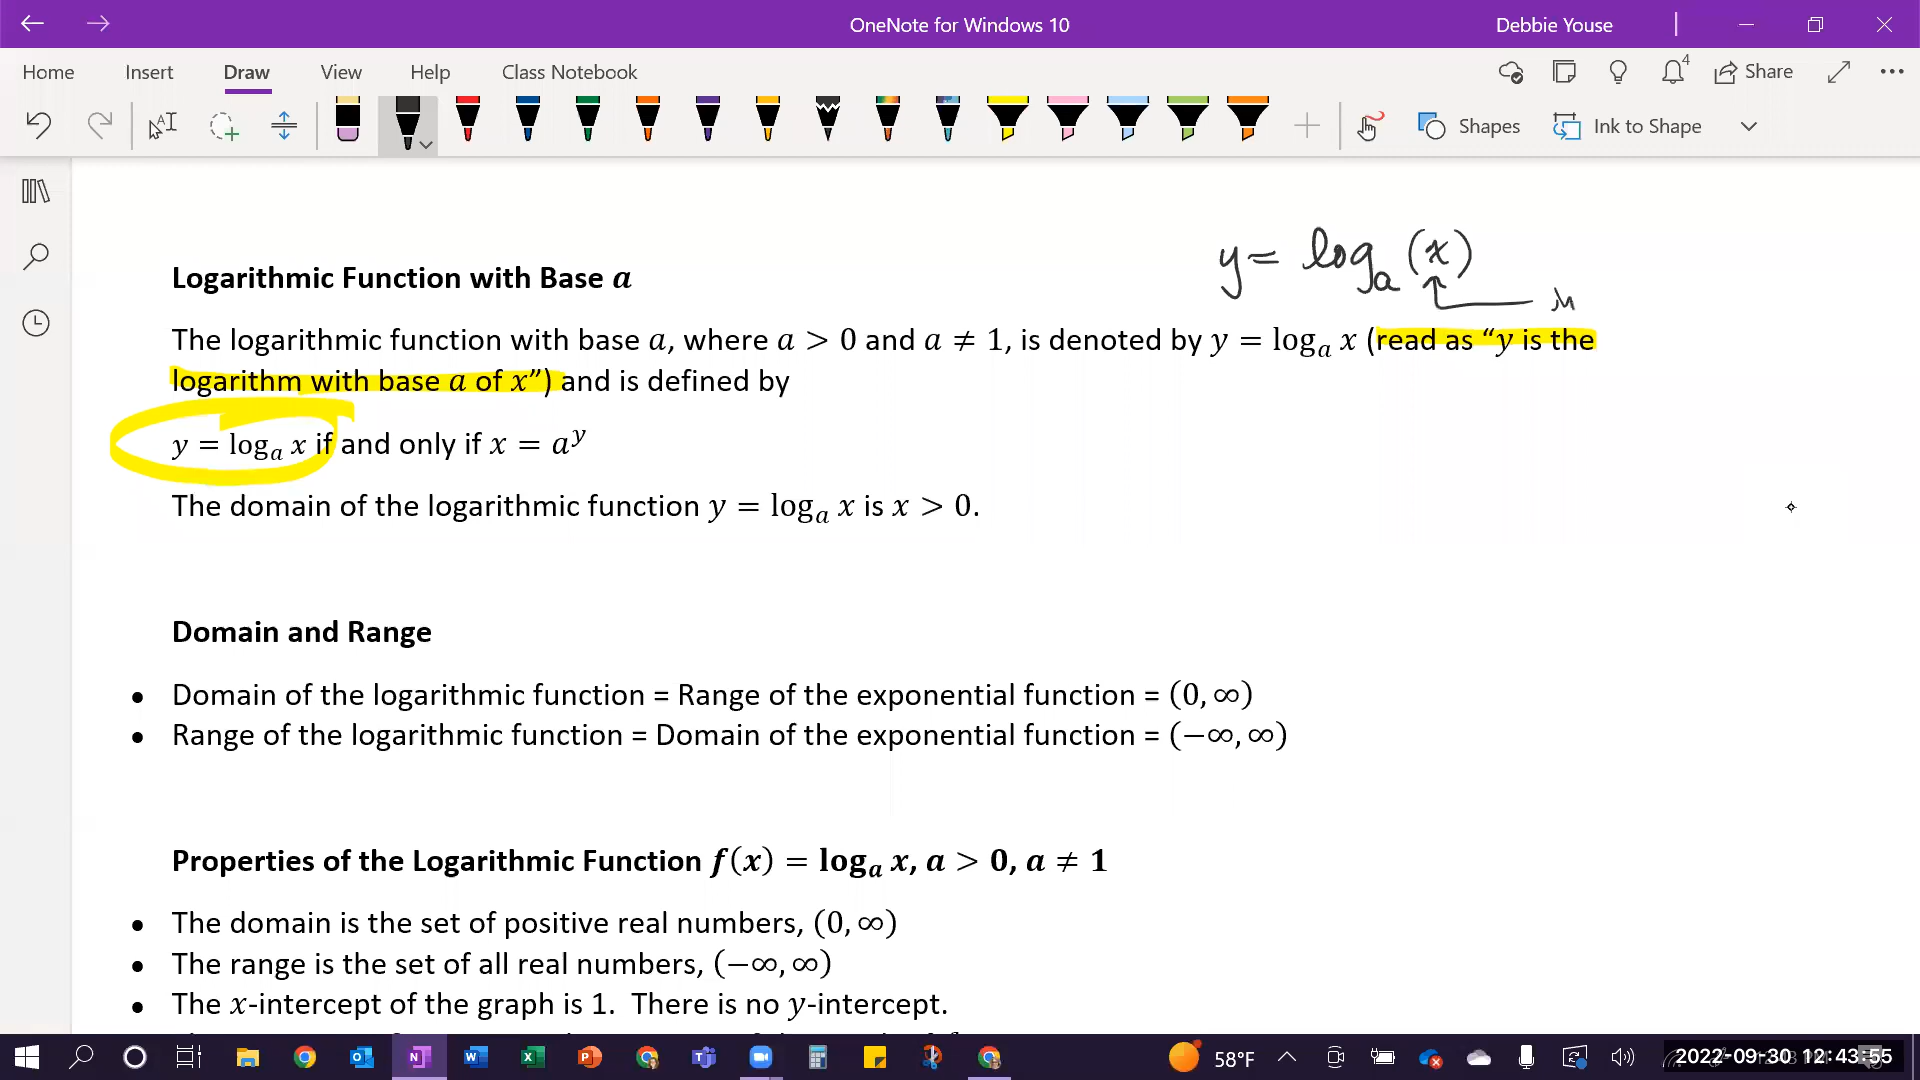 OneNote for Windows 10
Debbie Youse
Home Insert Draw View Help Class Notebook
4 Share
Shapes Ink to Shape
y = log_a (x)
Logarithmic Function with Base a
The logarithmic function with base a, where a > 0 and a ≠ 1, is denoted by y = log_a x (read as “y is the
logarithm with base a of x”) and is defined by
y = log_a x if and only if x = a^y
The domain of the logarithmic function y = log_a x is x > 0.
Domain and Range
• Domain of the logarithmic function = Range of the exponential function = (0, ∞)
• Range of the logarithmic function = Domain of the exponential function = (−∞, ∞)
Properties of the Logarithmic Function f(x) = log_a x, a > 0, a ≠ 1
• The domain is the set of positive real numbers, (0, ∞)
• The range is the set of all real numbers, (−∞, ∞)
• The x-intercept of the graph is 1. There is no y-intercept.
58°F
2022-09-30 12:43:55